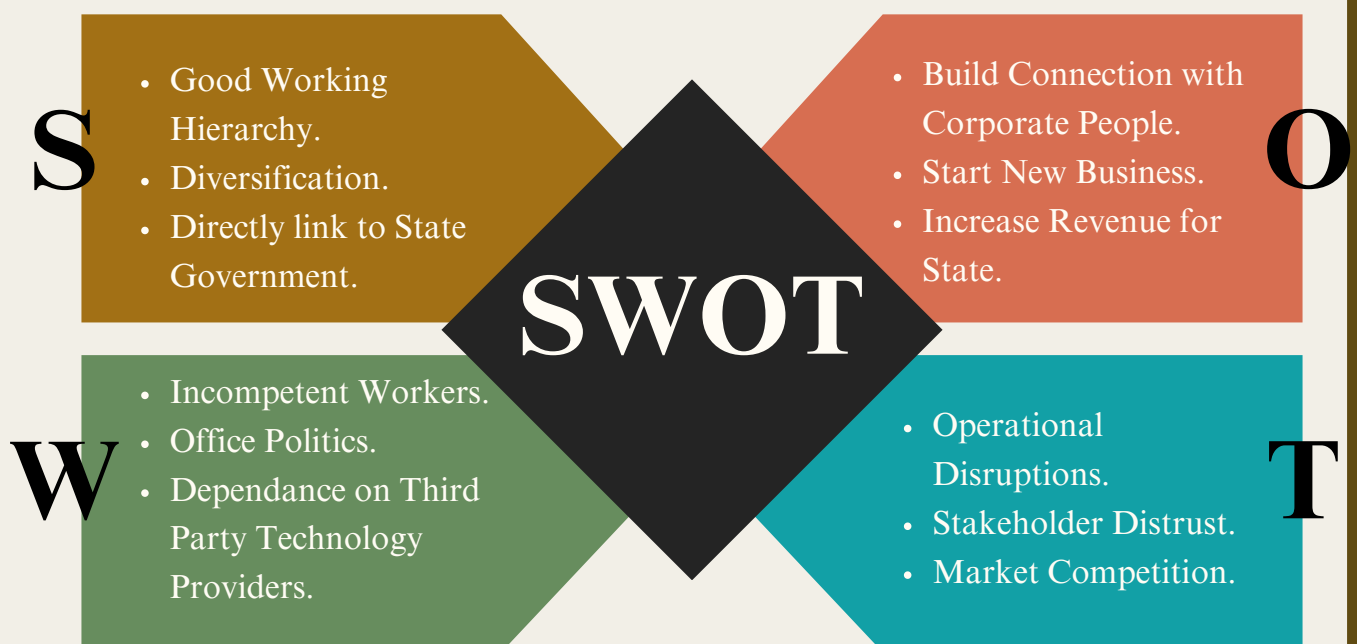 S
• Good Working
Hierarchy.
• Diversification.
• Directly link to State
Government.
O
• Build Connection with
Corporate People.
• Start New Business.
• Increase Revenue for
State.
SWOT
W
• Incompetent Workers.
• Office Politics.
• Dependance on Third
Party Technology
Providers.
T
• Operational
Disruptions.
• Stakeholder Distrust.
• Market Competition.